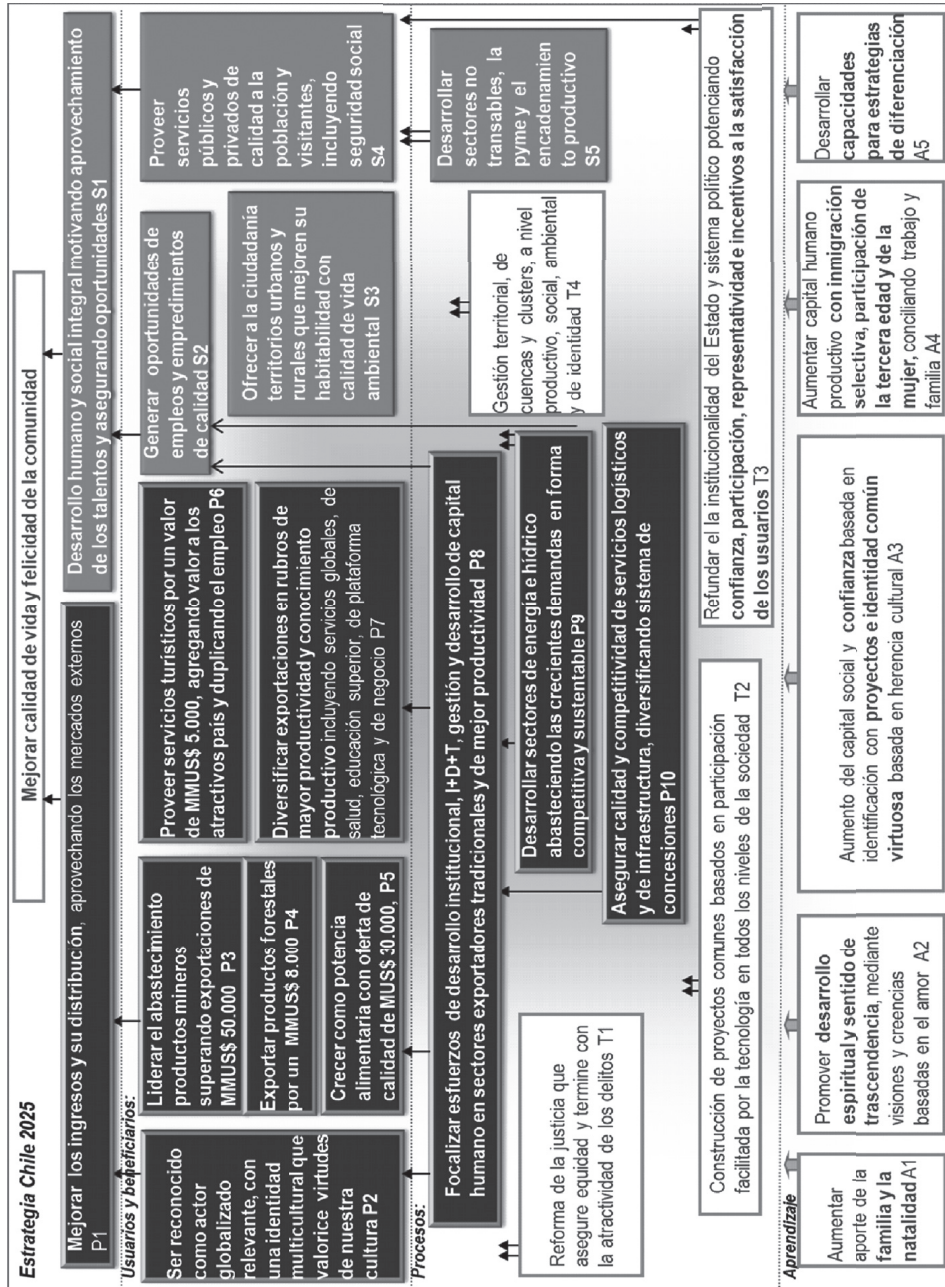 Estrategia Chile 2025
Mejorar calidad de vida y felicidad de la comunidad
Mejorar los ingresos y su distribucón, aprovechando los mercados externos
P1
Desarrollo humano y social integral motivando aprovechamiento
de los talentos y asegurando oportunidades S1
Usuarios y beneficiarios:
Ser reconocido
como actor
globalizado
relevante, con
una identidad
multicultural que
valorice virtudes
de nuestra
cultura P2
Liderar el abastecimiento
productos mineros
superando exportaciones de
MMUS$ 50.000 P3
Exportar productos forestales
por un MMUS$ 8.000 P4
Crecer como potencia
alimentaria con oferta de
calidad de MUS$ 30.000, P5
Proveer servicios turísticos por un valor
de MMUS$ 5.000, agregando valor a los
atractivos país y duplicando el empleo P6
Diversificar exportaciones en rubros de
mayor productividad y conocimiento
productivo incluyendo servicios globales, de
salud, educación superior, de plataforma
tecnológica y de negocio P7
Generar oportunidades de
empleos y empredimientos
de calidad S2
Ofrecer a la ciudadanía
territorios urbanos y
rurales que mejoren su
habitabilidad con
calidad de vida
ambiental S3
Proveer
servicios
públicos y
privados de
calidad a la
población y
visitantes,
incluyendo
seguridad social
S4
Procesos:
Focalizar esfuerzos de desarrollo institucional, I+D+T, gestión y desarrollo de capital
humano en sectores exportadores tradicionales y de mejor productividad P8
Reforma de la justicia que
asegure equidad y termine con
la atractividad de los delitos T1
Desarrollar sectores de energía e hídrico
abasteciendo las crecientes demandas en forma
competitiva y sustentable P9
Asegurar calidad y competitividad de servicios logísticos
y de infraestructura, diversificando sistema de
concesiones P10
Gestión territorial, de
cuencas y clusters, a nivel
productivo, social, ambiental
y de identidad T4
Desarrollar
sectores no
transables, la
pyme y el
encadenamien
to productivo
S5
Construcción de proyectos comunes basados en participación
facilitada por la tecnología en todos los niveles de la sociedad T2
Refundar el la institucionalidad del Estado y sistema político potenciando
confianza, participación, representatividad e incentivos a la satisfacción
de los usuarios T3
Aprendizaje
Aumentar
aporte de la
familia y la
natalidad A1
Promover desarrollo
espiritual y sentido de
trascendencia, mediante
visiones y creencias
basadas en el amor A2
Aumento del capital social y confianza basada en
identificación con proyectos e identidad común
virtuosa basada en herencia cultural A3
Aumentar capital humano
productivo con inmigración
selectiva, participación de
la tercera edad y de la
mujer, conciliando trabajo y
familia A4
Desarrollar
capacidades
para estrategias
de diferenciación
A5